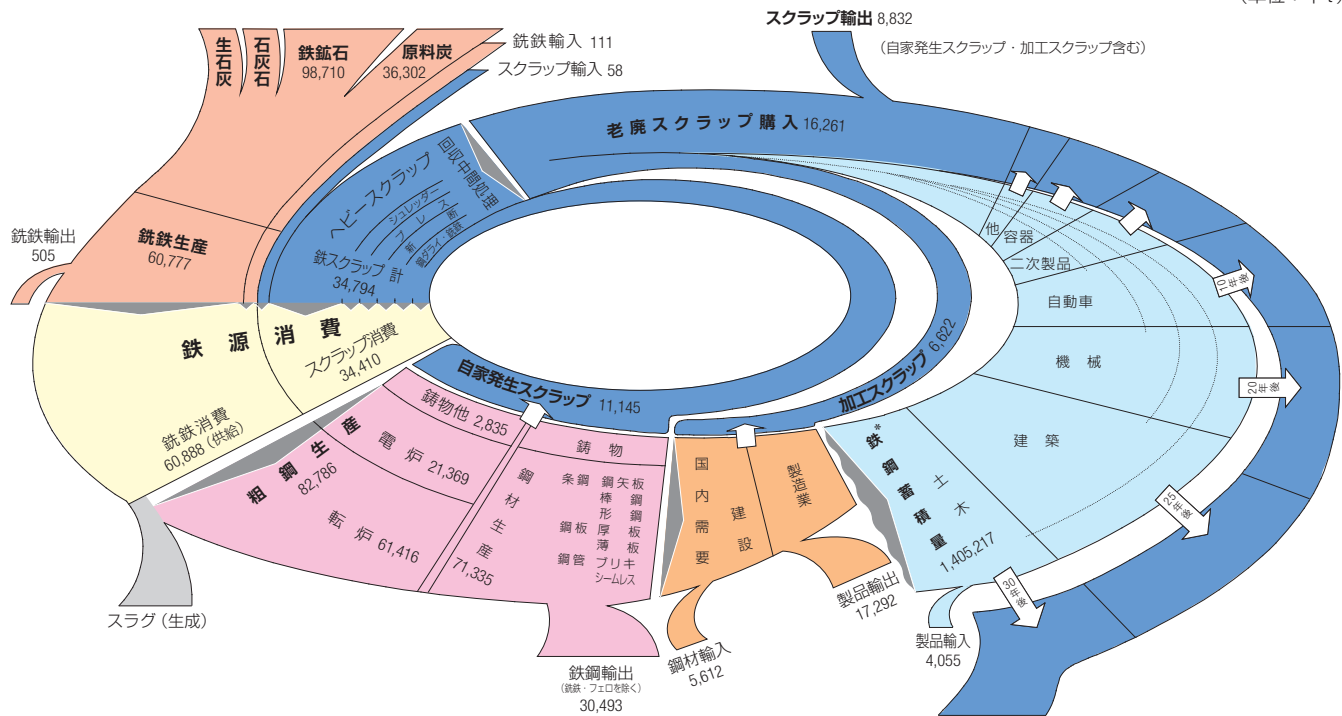 スクラップ輸出 8,832
(自家発生スクラップ・加工スクラップ含む)
生石灰
石灰石
鉄鉱石
98,710
原料炭
36,302
銑鉄輸入 111
スクラップ輸入 58
老廃スクラップ購入 16,261
回収中間処理
ヘビースクラップ
シュレッダー
プレス
新断
鋼ダライ・銑鉄
鉄スクラップ 計
34,794
銑鉄輸出
505
銑鉄生産
60,777
鉄源消費
スクラップ消費
34,410
銑鉄消費
60,888 (供給)
自家発生スクラップ 11,145
加工スクラップ 6,622
他
容器
二次製品
自動車
機械
建築
土木
10年後
20年後
25年後
30年後
粗鋼生産
82,786
鋳物他 2,835
電炉 21,369
転炉 61,416
鋳物
鋼材生産
71,335
条鋼 鋼矢板
棒鋼
形鋼
鋼板 厚板
薄板
鋼管 ブリキ
シームレス
国内需要
建設
製造業
鉄*鋼蓄積量
1,405,217
スラグ (生成)
鉄鋼輸出
(銑鉄・フェロを除く)
30,493
鋼材輸入
5,612
製品輸出
17,292
製品輸入
4,055